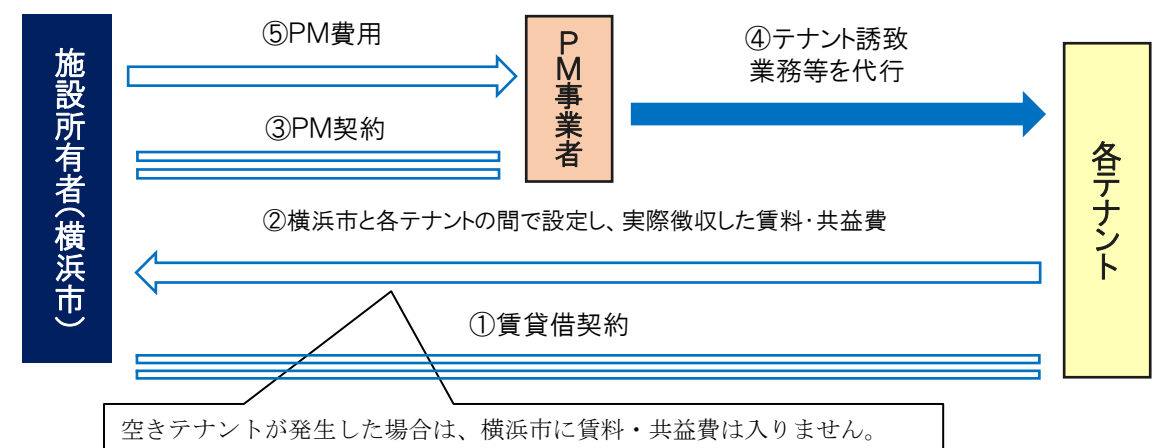 施設所有者（横浜市）
⑤PM費用
PM事業者
④テナント誘致
業務等を代行
③PM契約
各テナント
②横浜市と各テナントの間で設定し、実際徴収した賃料・共益費
①賃貸借契約
空きテナントが発生した場合は、横浜市に賃料・共益費は入りません。